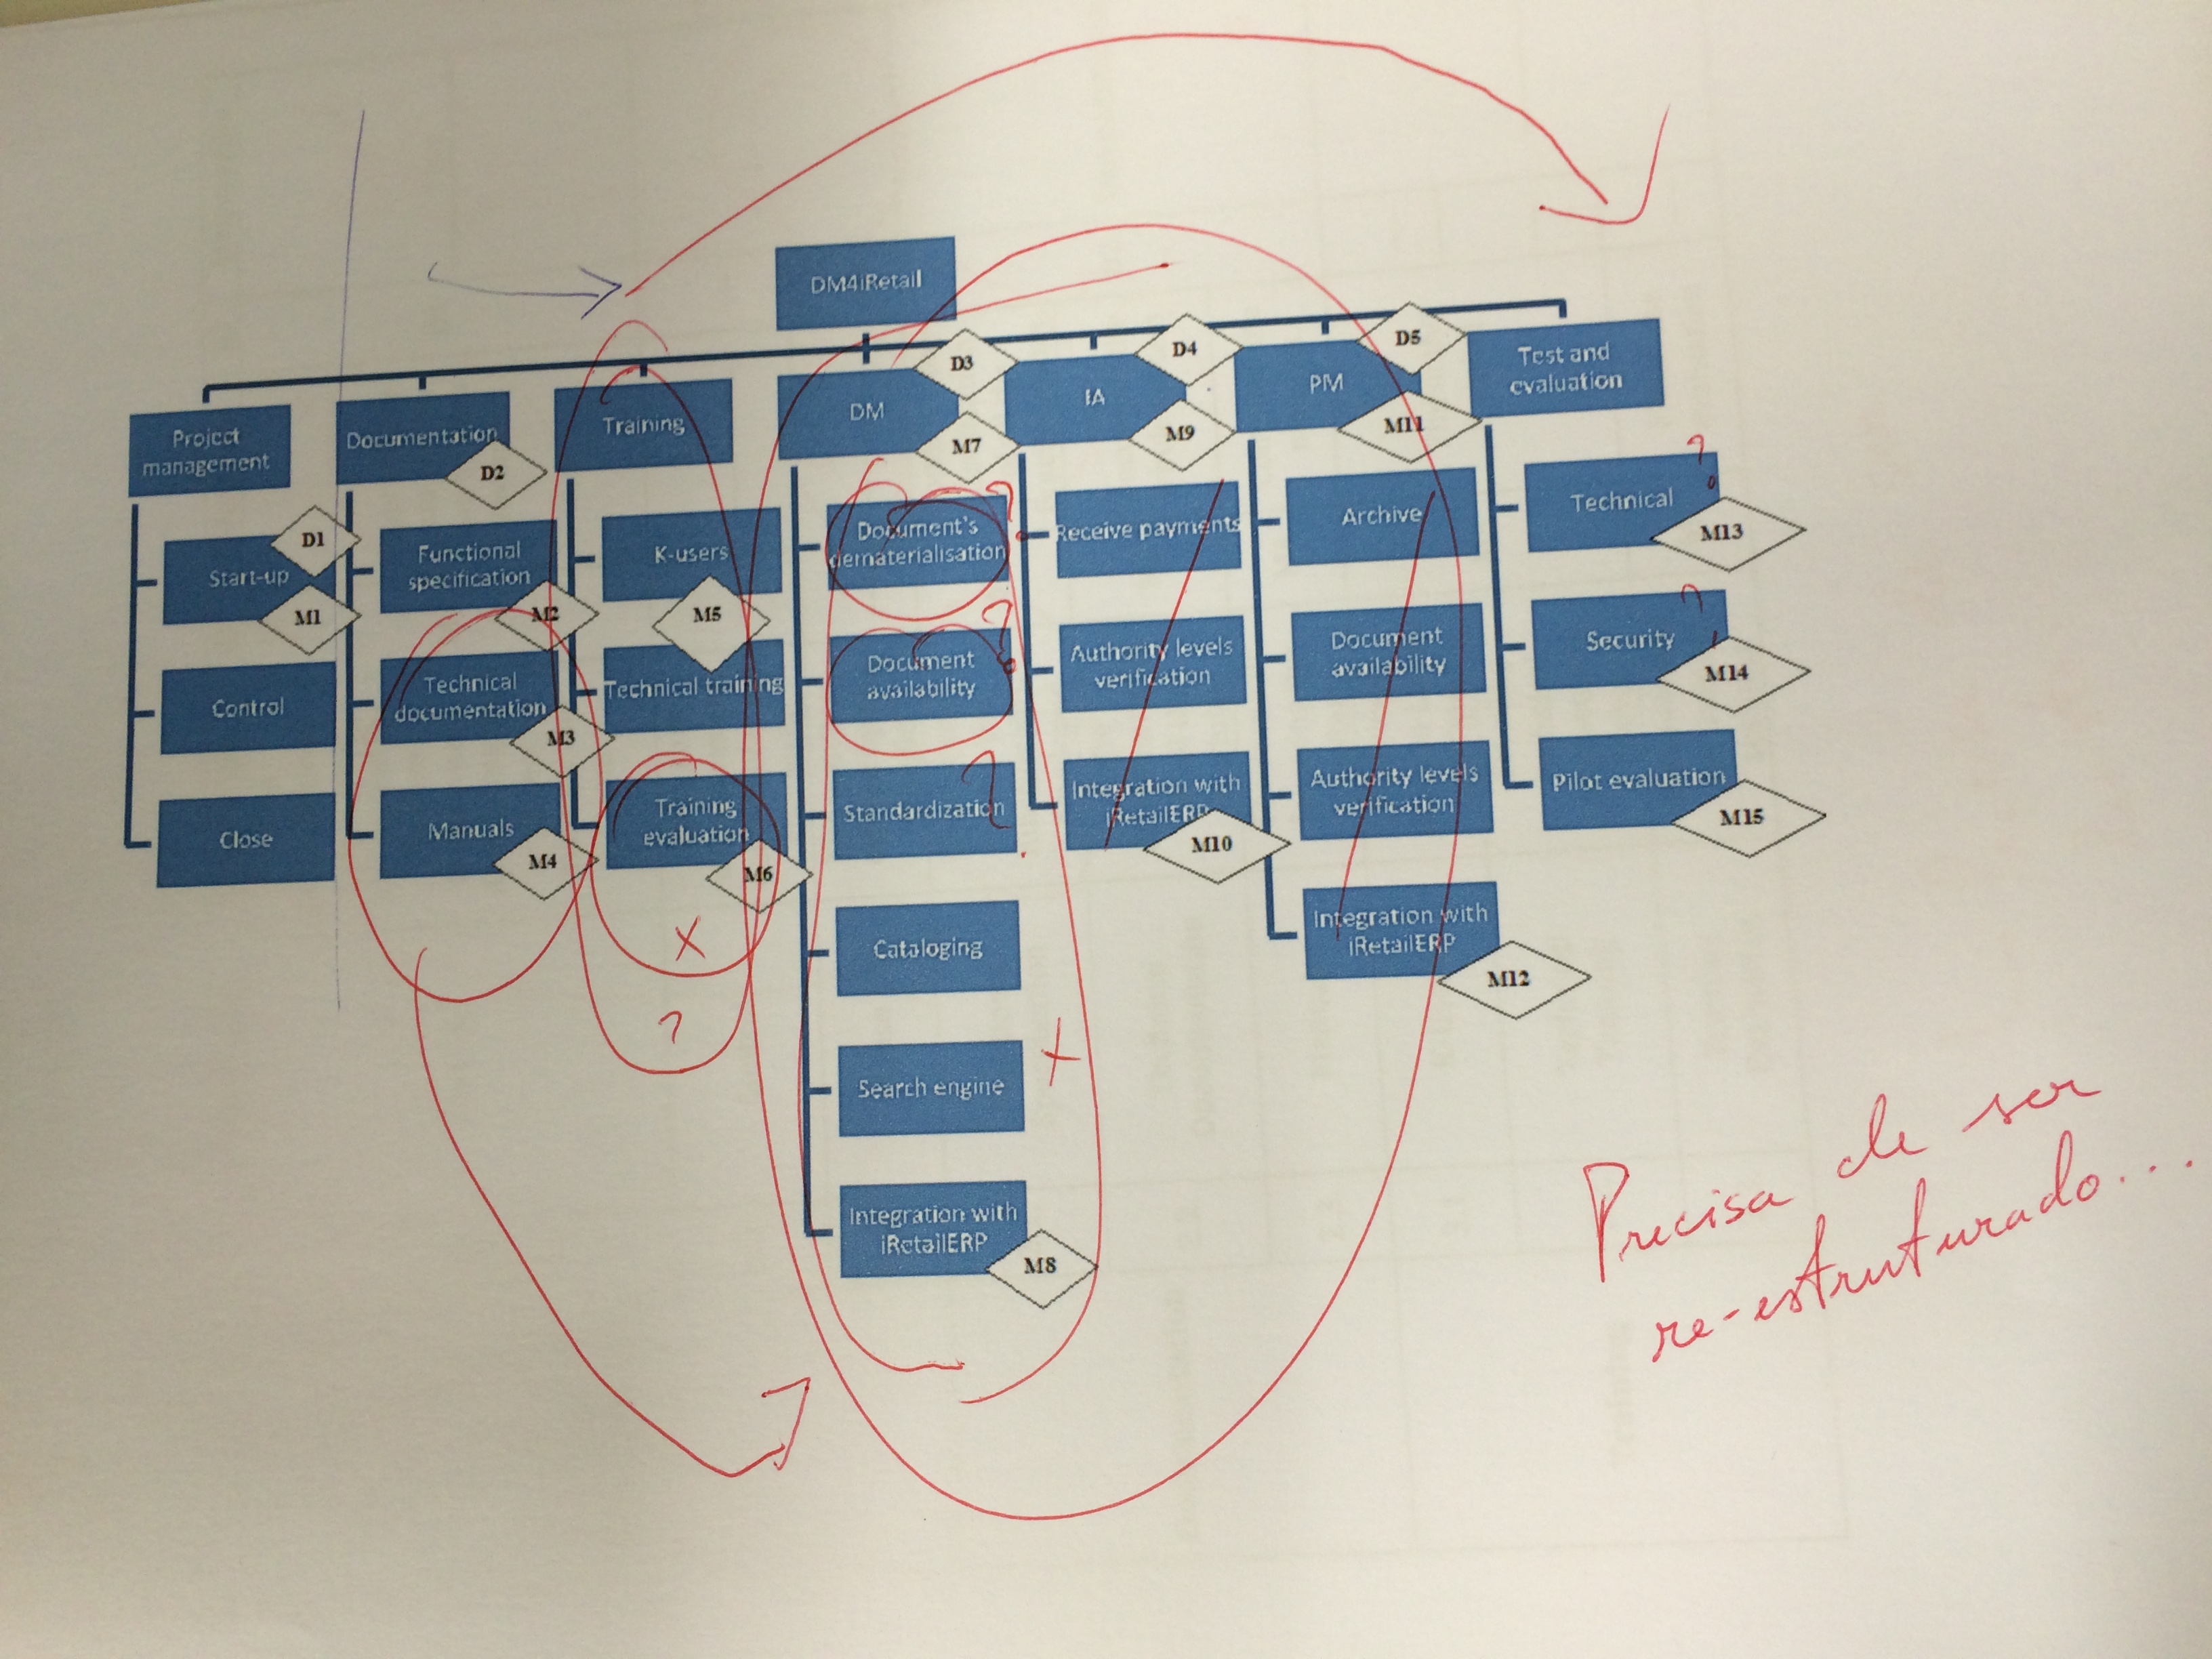 DM4iRetail
Project
management
D1
Start-up
M1
Control
Close
Documentation
D2
Functional
specification
M2
Technical
documentation
M3
Manuals
M4
Training
K-users
M5
Technical training
Training
evaluation
M6
X
?
DM
D3
M7
Document's
dematerialisation
?
Document
availability
?
Standardization
?
Cataloging
Search engine
X
Integration with
iRetailERP
M8
IA
D4
M9
Receive payments
Authority levels
verification
Integration with
iRetailERP
M10
PM
D5
M11
Archive
Document
availability
Authority levels
verification
Integration with
iRetailERP
M12
Test and
evaluation
Technical
?
M13
Security
?
M14
Pilot evaluation
M15
Precisa de ser
re-estruturado...